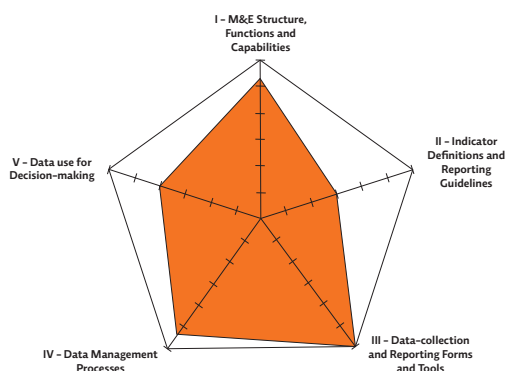 I – M&E Structure,
Functions and
Capabilities
II – Indicator
Definitions and
Reporting
Guidelines
V – Data use for
Decision-making
III – Data-collection
and Reporting Forms
and Tools
IV – Data Management
Processes